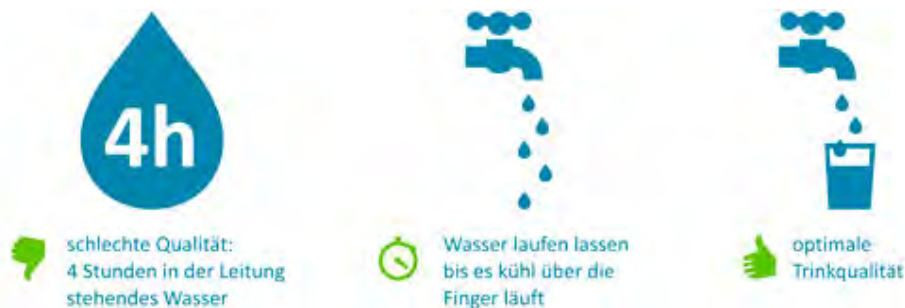 4h
schlechte Qualität:
4 Stunden in der Leitung
stehendes Wasser
Wasser laufen lassen
bis es kühl über die
Finger läuft
optimale
Trinkqualität